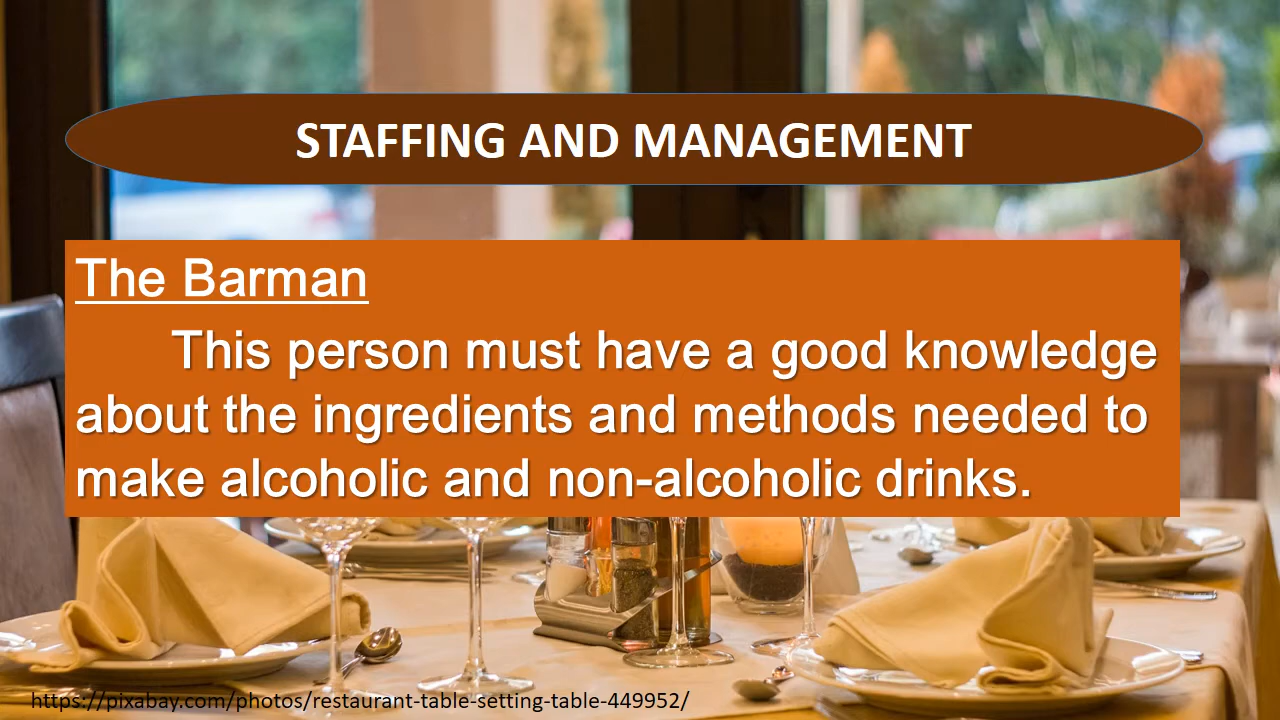 STAFFING AND MANAGEMENT
The Barman
This person must have a good knowledge
about the ingredients and methods needed to
make alcoholic and non-alcoholic drinks.
https://pixabay.com/photos/restaurant-table-setting-table-449952/